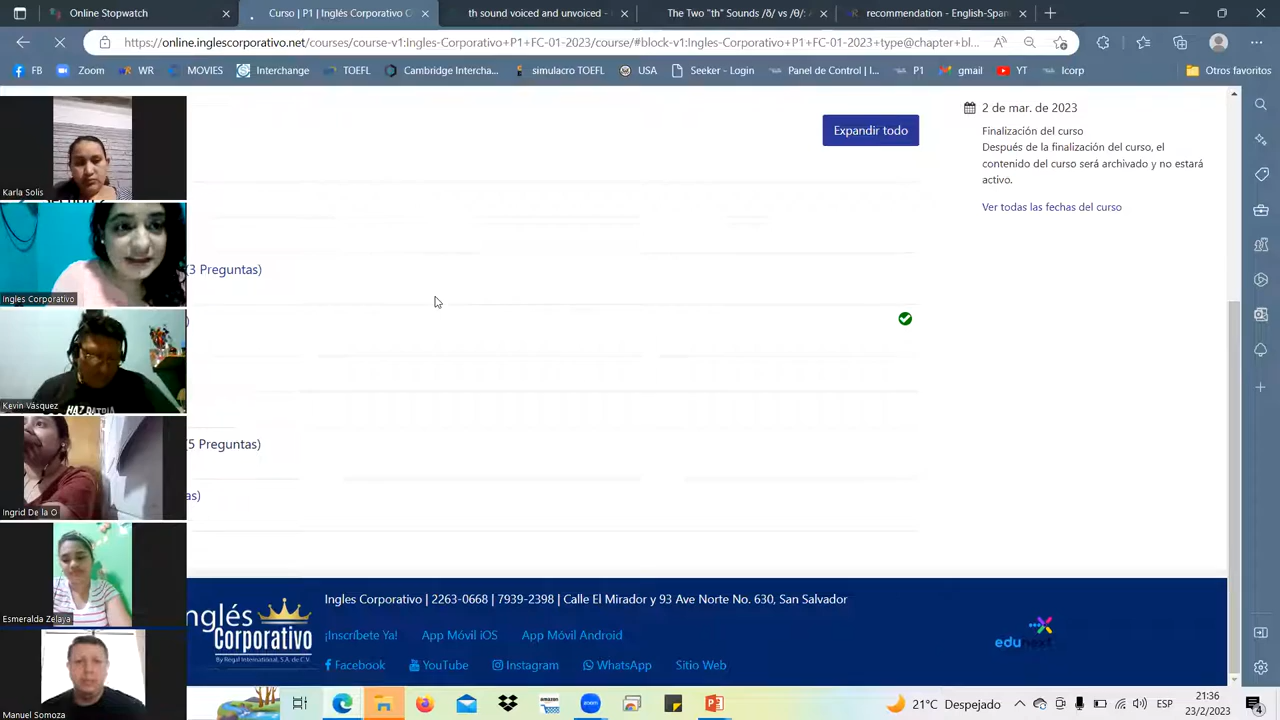 Online Stopwatch
Curso | P1 | Inglés Corporativo
th sound voiced and unvoiced -
The Two "th" Sounds /ð/ vs /θ/:
recommendation - English-Span
https://online.inglescorporativo.net/courses/course-v1:Ingles-Corporativo+P1+FC-01-2023/course/#block-v1:Ingles-Corporativo+P1+FC-01-2023+type@chapter+bl...
FB
Zoom
WR
MOVIES
Interchange
TOEFL
Cambridge Intercha...
simulacro TOEFL
USA
Seeker - Login
Panel de Control | I...
P1
gmail
YT
Icorp
Otros favoritos
2 de mar. de 2023
Expandir todo
Finalización del curso
Después de la finalización del curso, el
contenido del curso será archivado y no estará
activo.
Ver todas las fechas del curso
Karla Solis
(3 Preguntas)
Ingles Corporativo
Kevin Vásquez
HAZ PATRIA
(5 Preguntas)
as)
Ingrid De la O
Esmeralda Zelaya
Manuel Somoza
nglés
Corporativo
By Regal International, S.A. de C.V.
Ingles Corporativo | 2263-0668 | 7939-2398 | Calle El Mirador y 93 Ave Norte No. 630, San Salvador
¡Inscríbete Ya!
App Móvil iOS
App Móvil Android
Facebook
YouTube
Instagram
WhatsApp
Sitio Web
edunext
amazon
zoom
21°C Despejado
ESP
21:36
23/2/2023
4